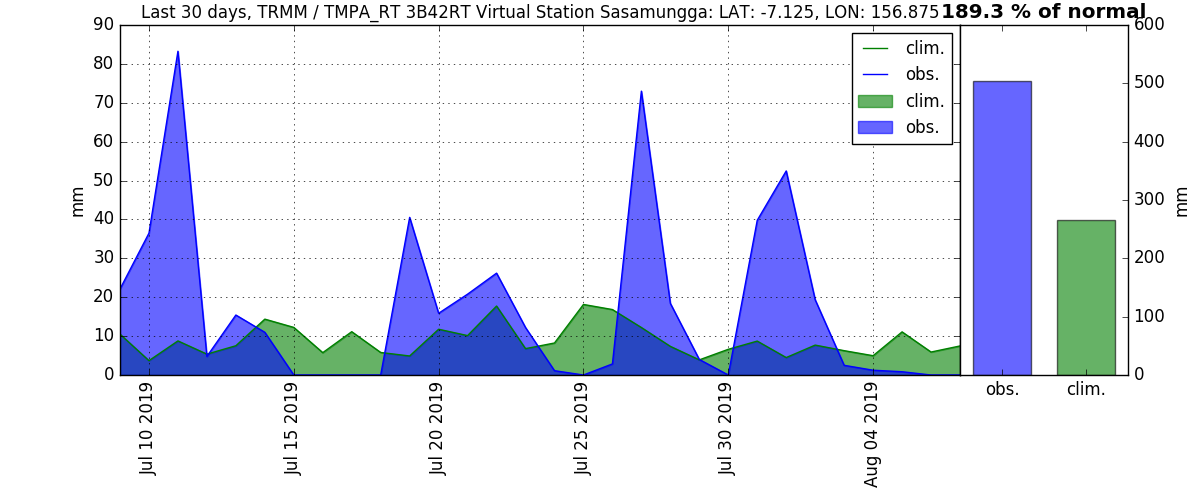 Last 30 days, TRMM / TMPA_RT 3B42RT Virtual Station Sasamungga: LAT: -7.125, LON: 156.875
189.3 % of normal
90
80
70
60
50
40
30
20
10
0
mm
clim.
obs.
clim.
obs.
Jul 10 2019
Jul 15 2019
Jul 20 2019
Jul 25 2019
Jul 30 2019
Aug 04 2019
600
500
400
300
200
100
0
mm
obs.
clim.